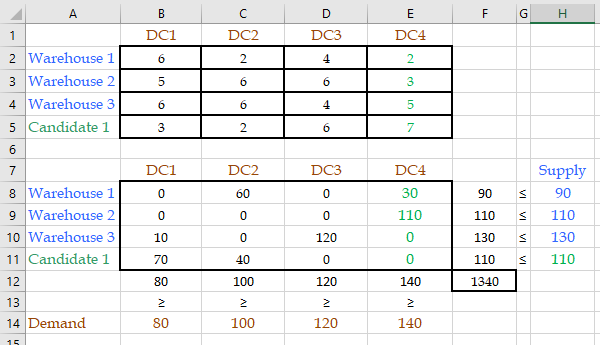 A B C D E F G H
1 DC1 DC2 DC3 DC4
2 Warehouse 1 6 2 4 2
3 Warehouse 2 5 6 6 3
4 Warehouse 3 6 6 4 5
5 Candidate 1 3 2 6 7
6
7 DC1 DC2 DC3 DC4 Supply
8 Warehouse 1 0 60 0 30 90 ≤ 90
9 Warehouse 2 0 0 0 110 110 ≤ 110
10 Warehouse 3 10 0 120 0 130 ≤ 130
11 Candidate 1 70 40 0 0 110 ≤ 110
12 80 100 120 140 1340
13 ≥ ≥ ≥ ≥
14 Demand 80 100 120 140
15